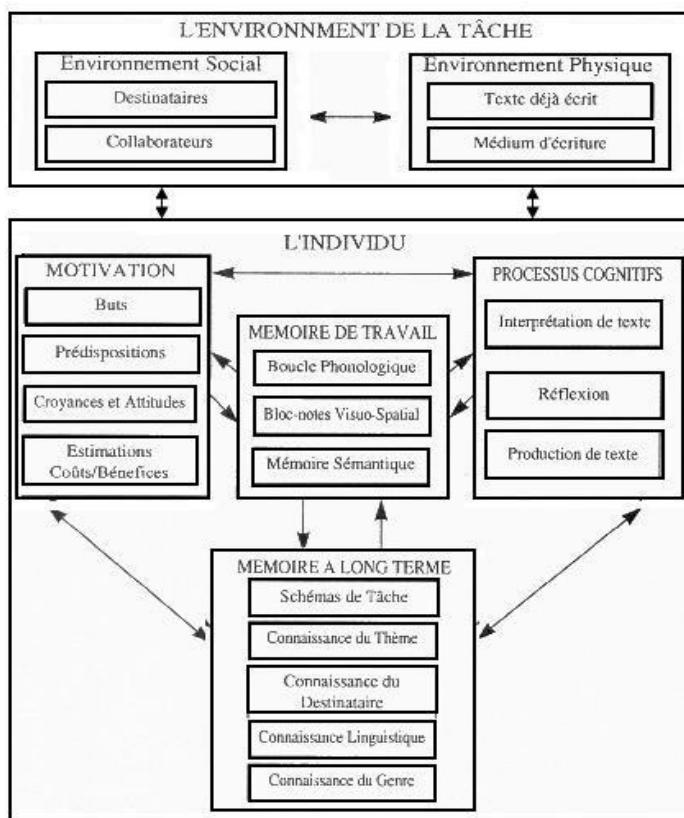 L'ENVIRONNMENT DE LA TÂCHE
Environnement Social
Destinataires
Collaborateurs
Environnement Physique
Texte déjà écrit
Médium d'écriture
L'INDIVIDU
MOTIVATION
Buts
Prédispositions
Croyances et Attitudes
Estimations
Coûts/Bénefices
MEMOIRE DE TRAVAIL
Boucle Phonologique
Bloc-notes Visuo-Spatial
Mémoire Sémantique
PROCESSUS COGNITIFS
Interprétation de texte
Réflexion
Production de texte
MEMOIRE A LONG TERME
Schémas de Tâche
Connaissance du Thème
Connaissance du
Destinataire
Connaissance Linguistique
Connaissance du Genre